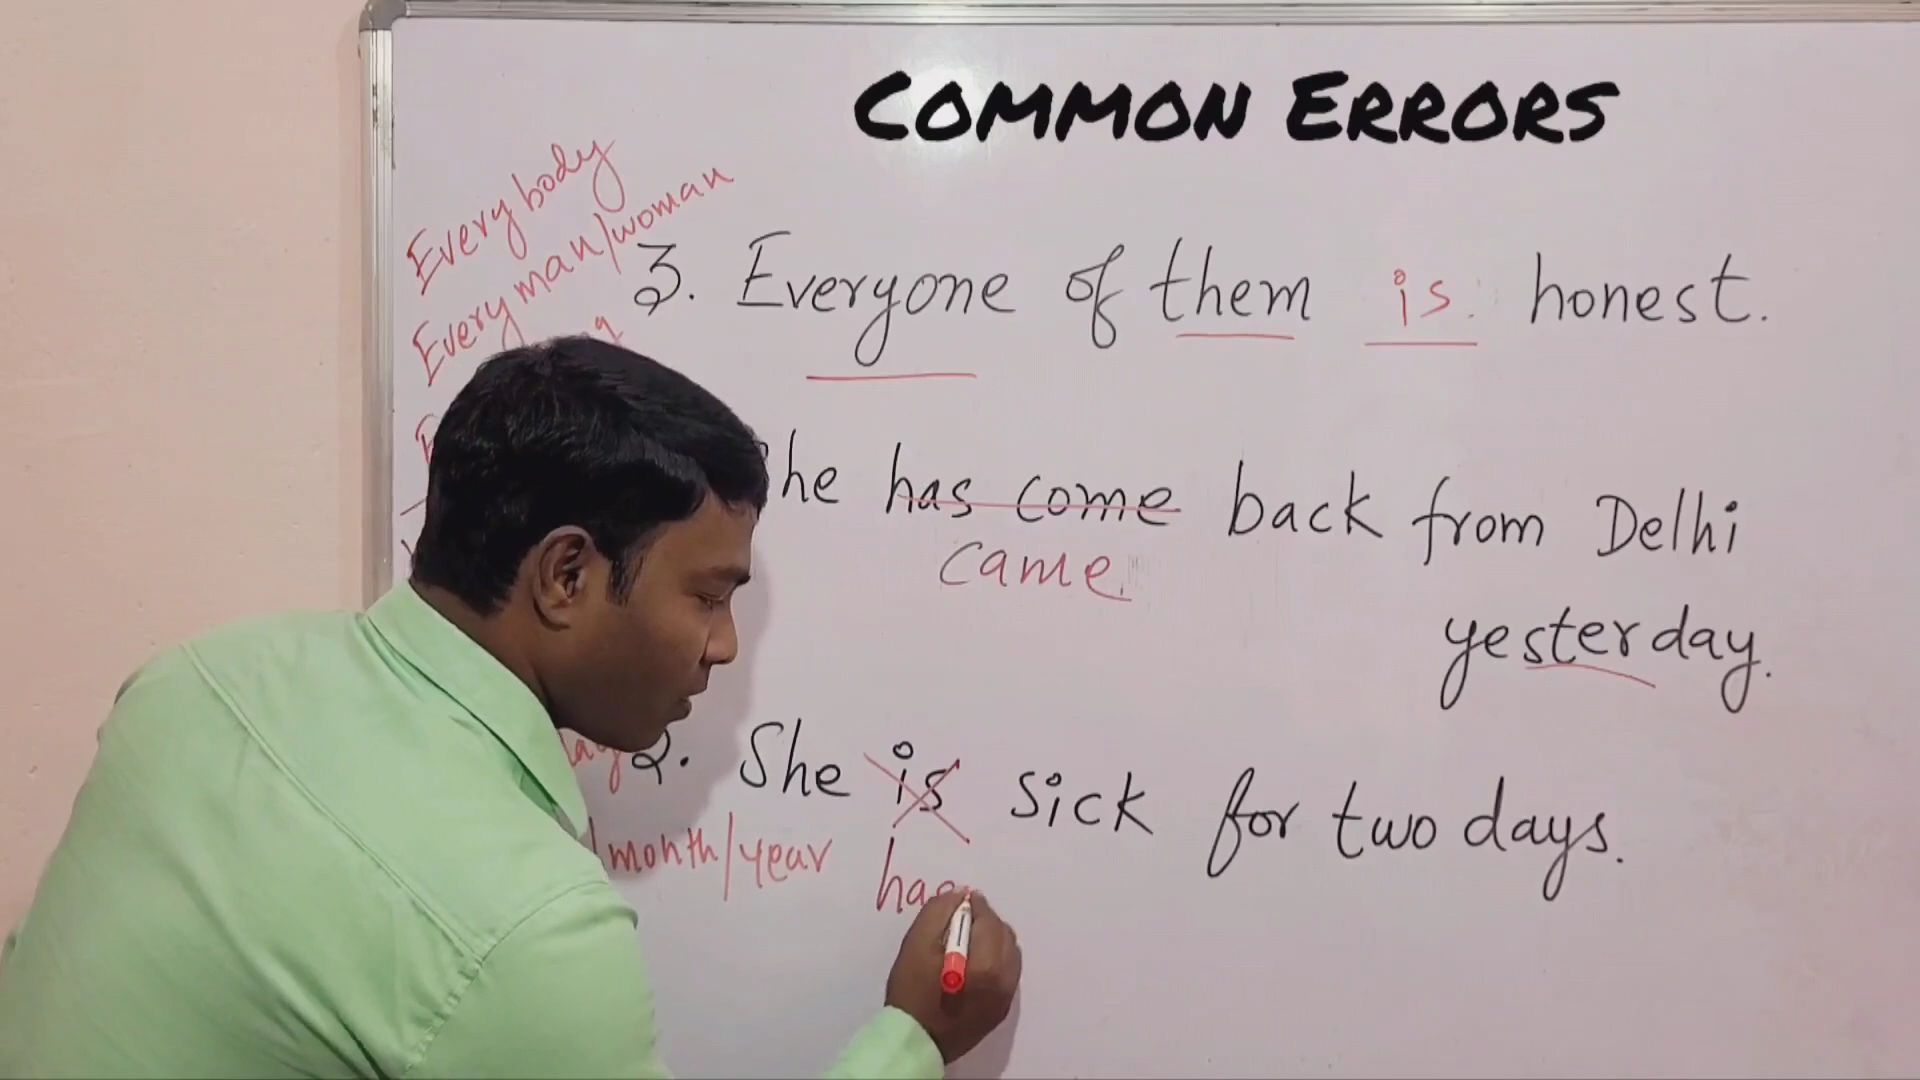 COMMON ERRORS
Everybody
Every man/woman
3. Everyone of them is honest.
he has come back from Delhi
came
yesterday.
2. She is sick for two days.
/month/year
has